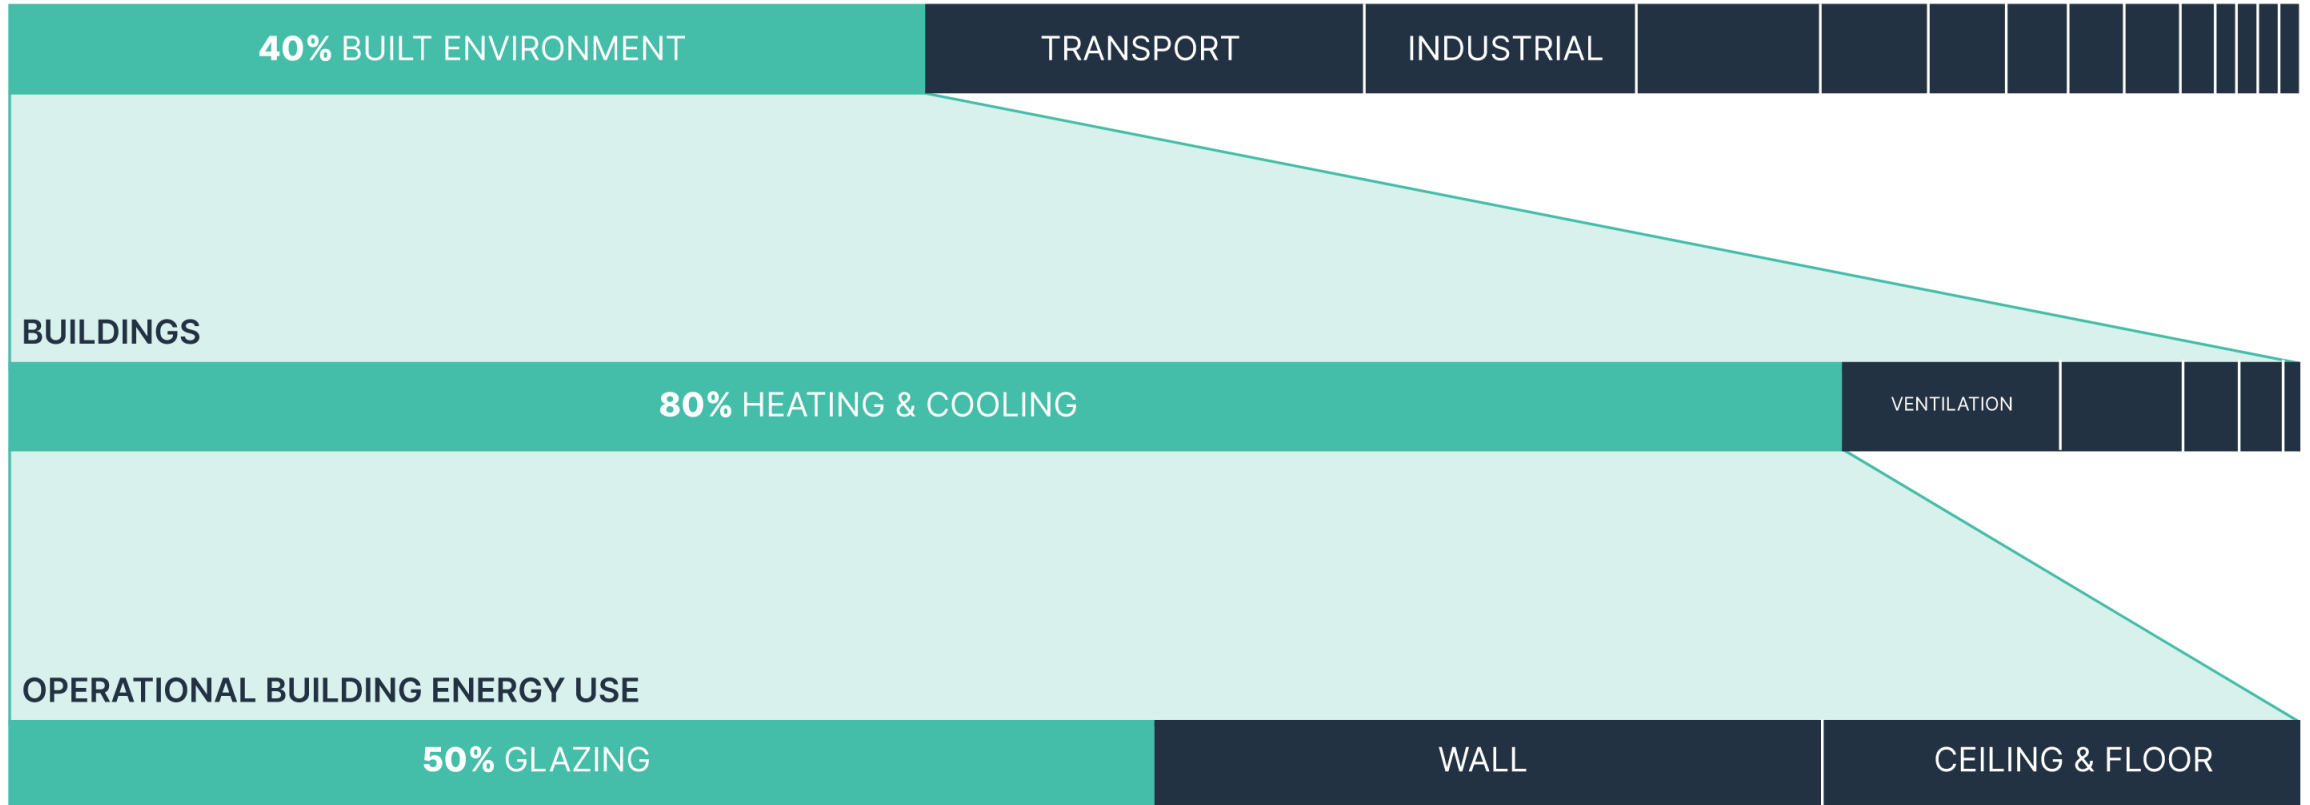 40% BUILT ENVIRONMENT TRANSPORT INDUSTRIAL
BUILDINGS
80% HEATING & COOLING VENTILATION
OPERATIONAL BUILDING ENERGY USE
50% GLAZING WALL CEILING & FLOOR